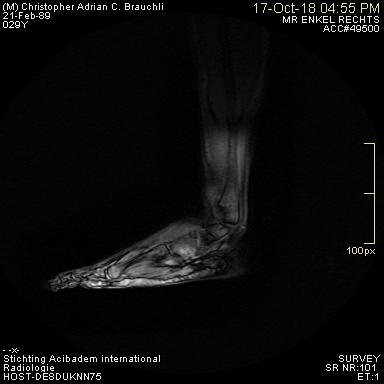 (M) Christopher Adrian C. Brauchli
21-Feb-89
029Y
17-Oct-18 04:55 PM
MR ENKEL RECHTS
ACC#49500
100px
--x-
Stichting Acibadem international
Radiologie
HOST-DE8DUKNN75
SURVEY
SR NR:101
ET:1